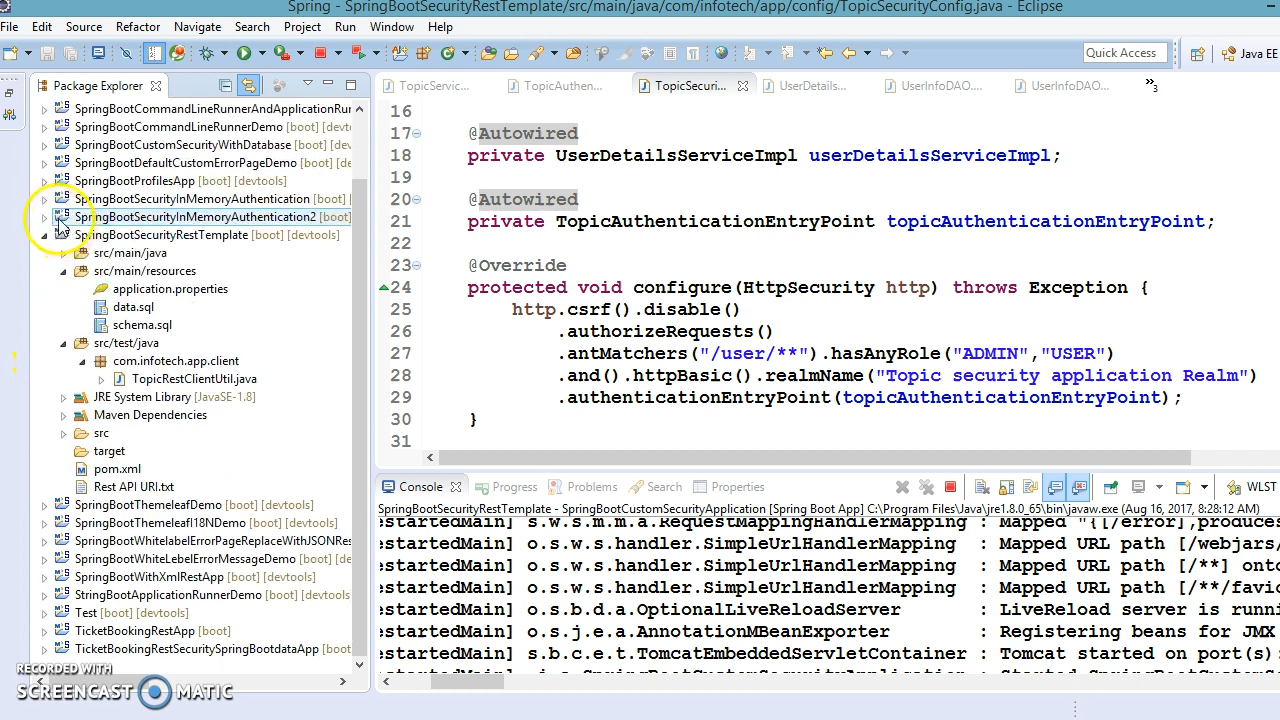 Spring - SpringBootSecurityRestTemplate/src/main/java/com/infotech/app/config/TopicSecurityConfig.java - Eclipse
File Edit Source Refactor Navigate Search Project Run Window Help
Quick Access
Java EE
Package Explorer
SpringBootCommandLineRunnerAndApplicationRun
SpringBootCommandLineRunnerDemo [boot] [devto
SpringBootCustomSecurityWithDatabase [boot] [de
SpringBootDefaultCustomErrorPageDemo [boot] [d
SpringBootProfilesApp [boot] [devtools]
SpringBootSecurityInMemoryAuthentication [boot] [
SpringBootSecurityInMemoryAuthentication2 [boot]
SpringBootSecurityRestTemplate [boot] [devtools]
src/main/java
src/main/resources
application.properties
data.sql
schema.sql
src/test/java
com.infotech.app.client
TopicRestClientUtil.java
JRE System Library [JavaSE-1.8]
Maven Dependencies
src
target
pom.xml
Rest API URI.txt
SpringBootThemeleafDemo [boot] [devtools]
SpringBootThemeleafI18NDemo [boot] [devtools]
SpringBootWhitelabelErrorPageReplaceWithJSONRes
SpringBootWhiteLabelErrorMessageDemo [boot] [d
SpringBootWithXmlRestApp [boot] [devtools]
StringBootApplicationRunnerDemo [boot] [devtools
Test [boot] [devtools]
TicketBookingRestApp [boot]
TicketBookingRestSecuritySpringBootdataApp [boot
RECORDED WITH
SCREENCAST MATIC
TopicServic... TopicAuthen... TopicSecuri... UserDetails... UserInfoDAO.... UserInfoDAO.... »3
16
17 @Autowired
18 private UserDetailsServiceImpl userDetailsServiceImpl;
19
20 @Autowired
21 private TopicAuthenticationEntryPoint topicAuthenticationEntryPoint;
22
23 @Override
24 protected void configure(HttpSecurity http) throws Exception {
25 http.csrf().disable()
26 .authorizeRequests()
27 .antMatchers("/user/**").hasAnyRole("ADMIN","USER")
28 .and().httpBasic().realmName("Topic security application Realm")
29 .authenticationEntryPoint(topicAuthenticationEntryPoint);
30 }
31
Console Progress Problems Search Properties WLST
SpringBootSecurityRestTemplate - SpringBootCustomSecurityApplication [Spring Boot App] C:\Program Files\Java\jre1.8.0_65\bin\javaw.exe (Aug 16, 2017, 8:28:12 AM)
estartedMain] s.w.s.m.m.a.RequestMappingHandlerMapping : Mapped "{[/error],produces
estartedMain] o.s.w.s.handler.SimpleUrlHandlerMapping : Mapped URL path [/webjars/
estartedMain] o.s.w.s.handler.SimpleUrlHandlerMapping : Mapped URL path [/**] onto
estartedMain] o.s.w.s.handler.SimpleUrlHandlerMapping : Mapped URL path [/**/favic
estartedMain] o.s.b.d.a.OptionalLiveReloadServer : LiveReload server is runni
estartedMain] o.s.j.e.a.AnnotationMBeanExporter : Registering beans for JMX
estartedMain] s.b.c.e.t.TomcatEmbeddedServletContainer : Tomcat started on port(s):